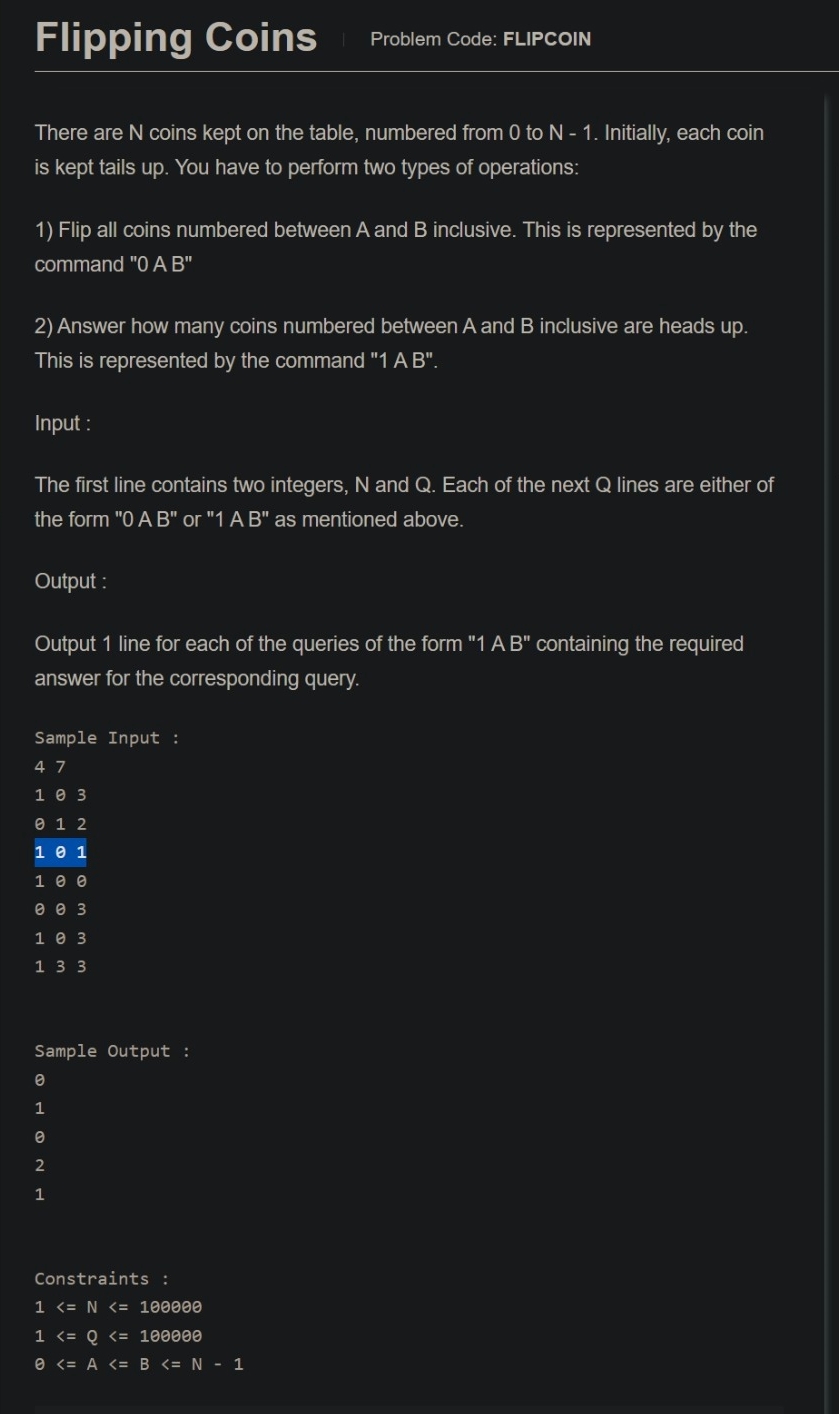 Flipping Coins | Problem Code: FLIPCOIN
There are N coins kept on the table, numbered from 0 to N - 1. Initially, each coin
is kept tails up. You have to perform two types of operations:
1) Flip all coins numbered between A and B inclusive. This is represented by the
command "0 A B"
2) Answer how many coins numbered between A and B inclusive are heads up.
This is represented by the command "1 A B".
Input :
The first line contains two integers, N and Q. Each of the next Q lines are either of
the form "0 A B" or "1 A B" as mentioned above.
Output :
Output 1 line for each of the queries of the form "1 A B" containing the required
answer for the corresponding query.
Sample Input :
4 7
1 0 3
0 1 2
1 0 1
1 0 0
0 0 3
1 0 3
1 3 3
Sample Output :
0
1
0
2
1
Constraints :
1 <= N <= 100000
1 <= Q <= 100000
0 <= A <= B <= N - 1